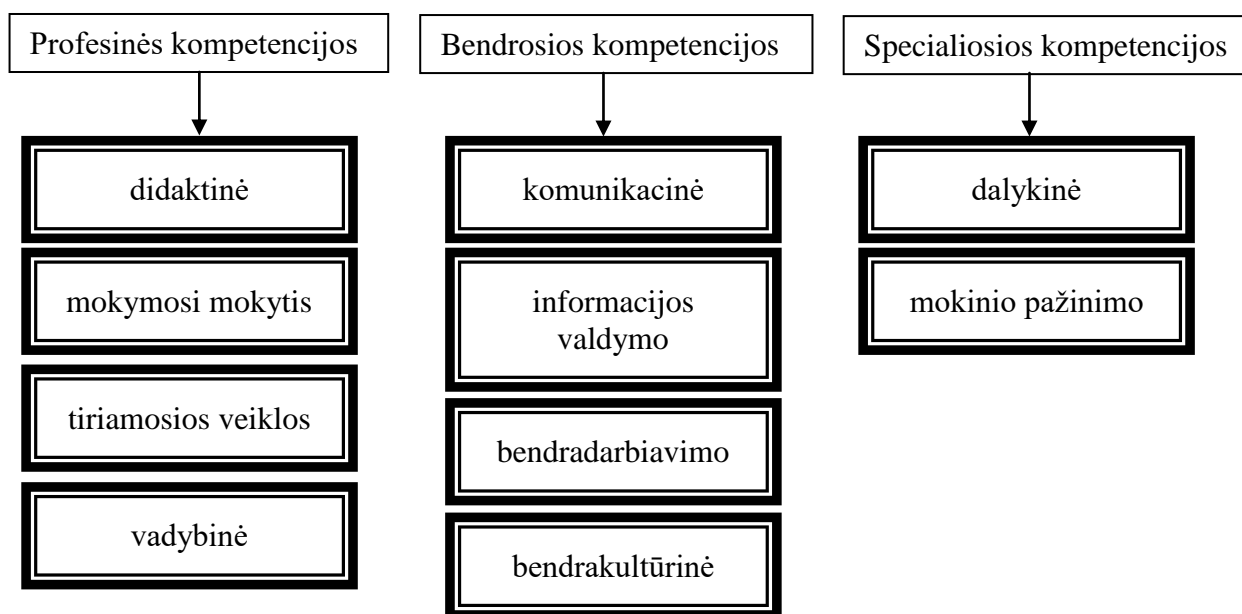 Profesinės kompetencijos
didaktinė
mokymosi mokytis
tiriamosios veiklos
vadybinė
Bendrosios kompetencijos
komunikacinė
informacijos
valdymo
bendradarbiavimo
bendrakultūrinė
Specialiosios kompetencijos
dalykinė
mokinio pažinimo